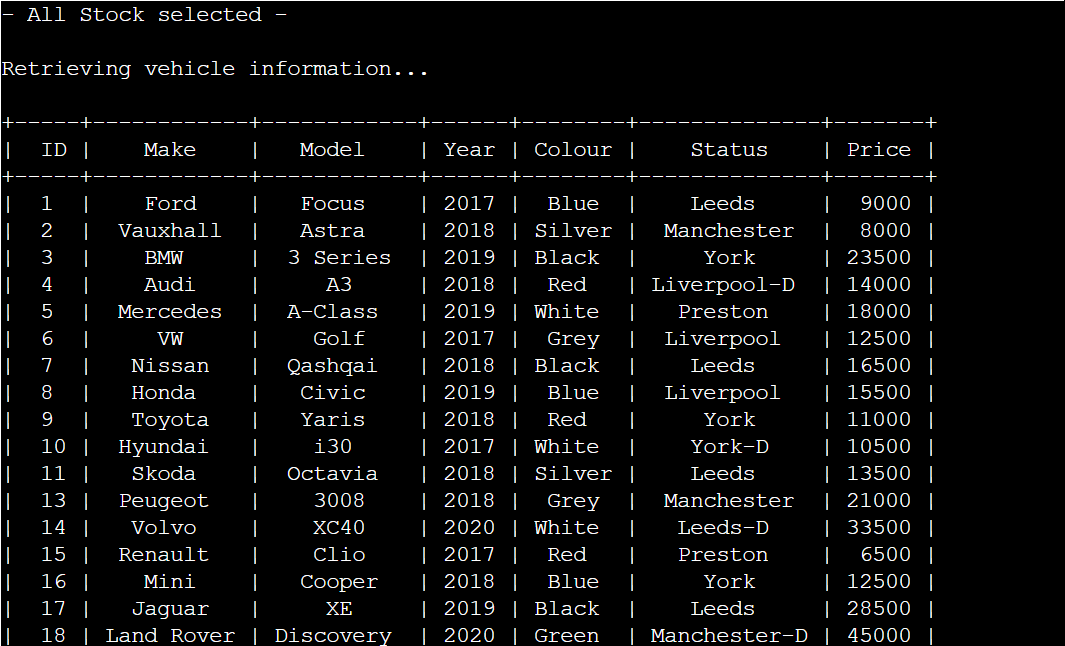 - All Stock selected -
Retrieving vehicle information...
+-----+------------+------------+------+--------+--------------+-------+
|  ID |    Make    |   Model    | Year | Colour |    Status    | Price |
+-----+------------+------------+------+--------+--------------+-------+
|  1  |    Ford    |   Focus    | 2017 |  Blue  |    Leeds     |  9000 |
|  2  |  Vauxhall  |   Astra    | 2018 | Silver |  Manchester  |  8000 |
|  3  |    BMW     |  3 Series  | 2019 | Black  |     York     | 23500 |
|  4  |    Audi    |     A3     | 2018 |  Red   | Liverpool-D  | 14000 |
|  5  |  Mercedes  |  A-Class   | 2019 | White  |   Preston    | 18000 |
|  6  |     VW     |    Golf    | 2017 |  Grey  |  Liverpool   | 12500 |
|  7  |   Nissan   |  Qashqai   | 2018 | Black  |    Leeds     | 16500 |
|  8  |   Honda    |   Civic    | 2019 |  Blue  |  Liverpool   | 15500 |
|  9  |   Toyota   |   Yaris    | 2018 |  Red   |     York     | 11000 |
|  10 |  Hyundai   |    i30     | 2017 | White  |    York-D    | 10500 |
|  11 |   Skoda    |  Octavia   | 2018 | Silver |    Leeds     | 13500 |
|  13 |  Peugeot   |    3008    | 2018 |  Grey  |  Manchester  | 21000 |
|  14 |   Volvo    |    XC40    | 2020 | White  |   Leeds-D    | 33500 |
|  15 |  Renault   |    Clio    | 2017 |  Red   |   Preston    |  6500 |
|  16 |    Mini    |   Cooper   | 2018 |  Blue  |     York     | 12500 |
|  17 |   Jaguar   |     XE     | 2019 | Black  |    Leeds     | 28500 |
|  18 | Land Rover | Discovery  | 2020 | Green  | Manchester-D | 45000 |